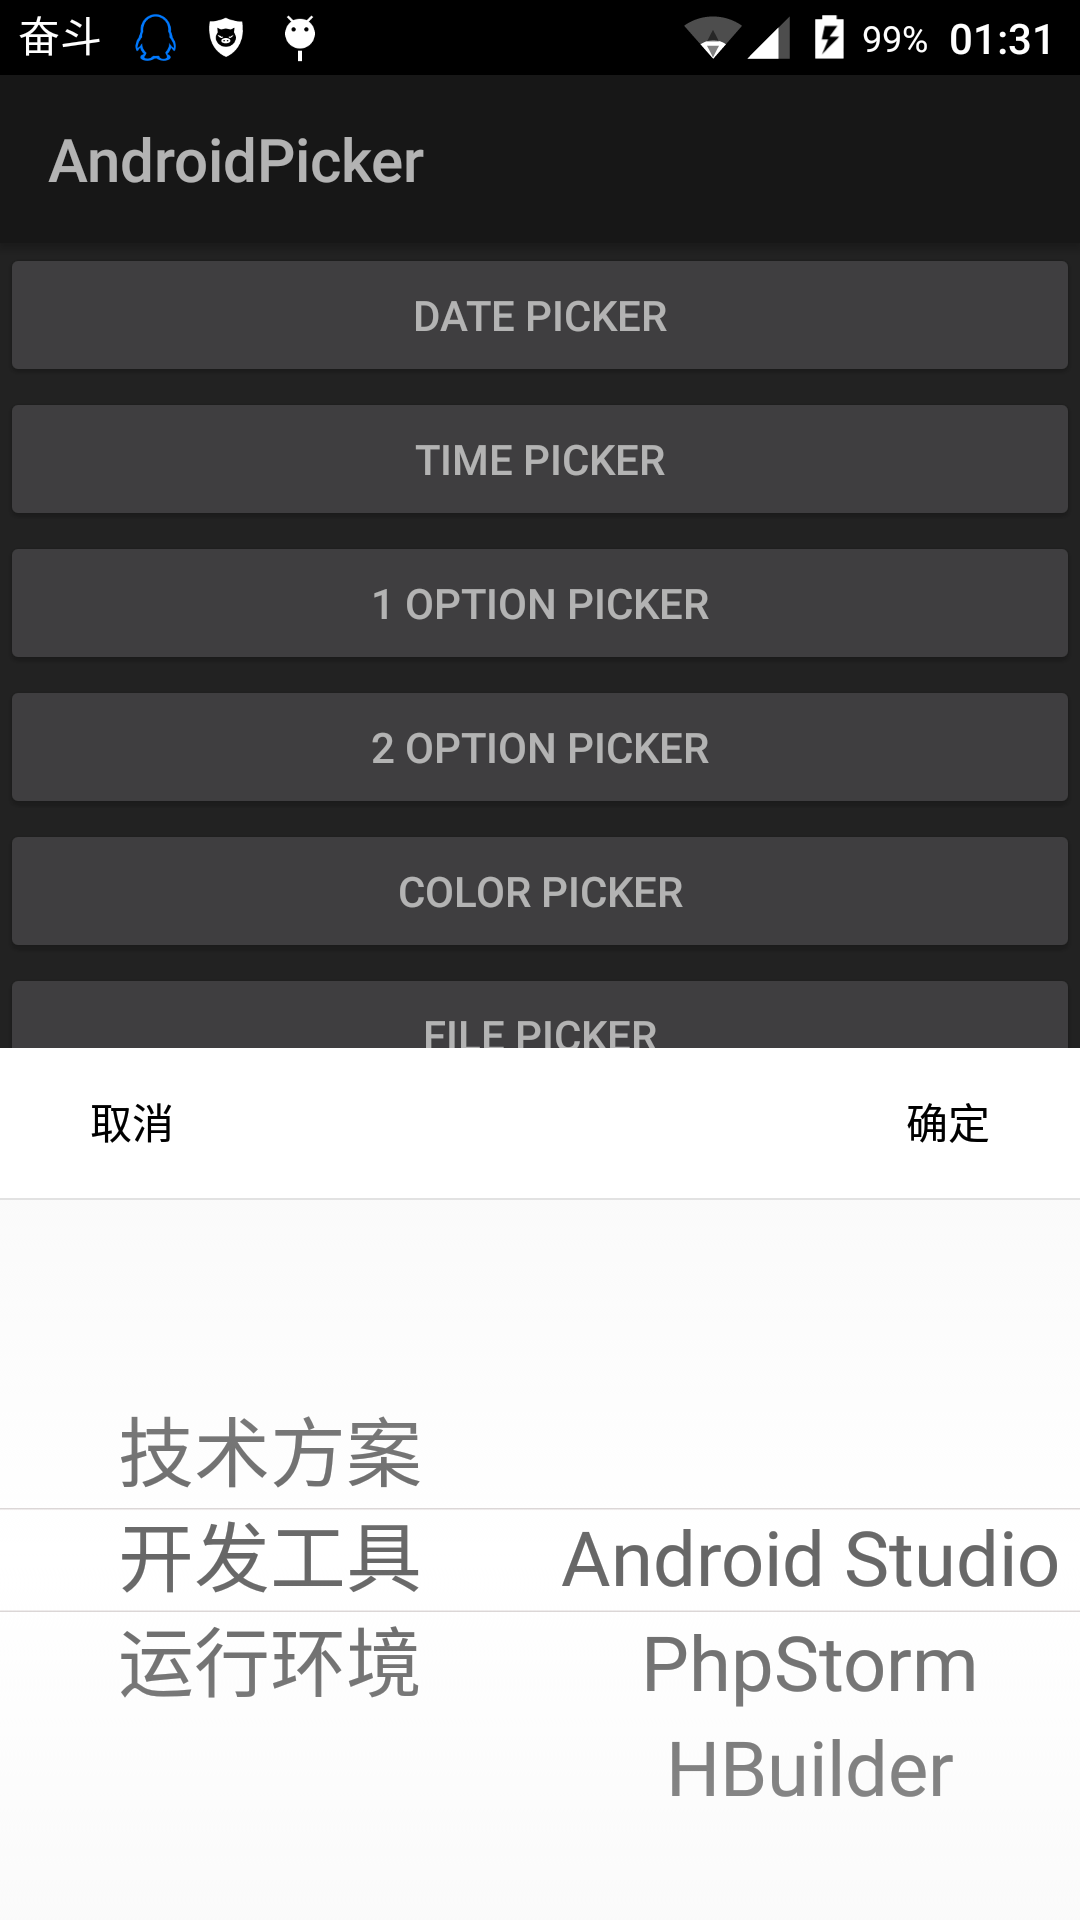 奋斗 99% 01:31
AndroidPicker
DATE PICKER
TIME PICKER
1 OPTION PICKER
2 OPTION PICKER
COLOR PICKER
FILE PICKER
取消 确定
技术方案
开发工具 Android Studio
运行环境 PhpStorm
HBuilder